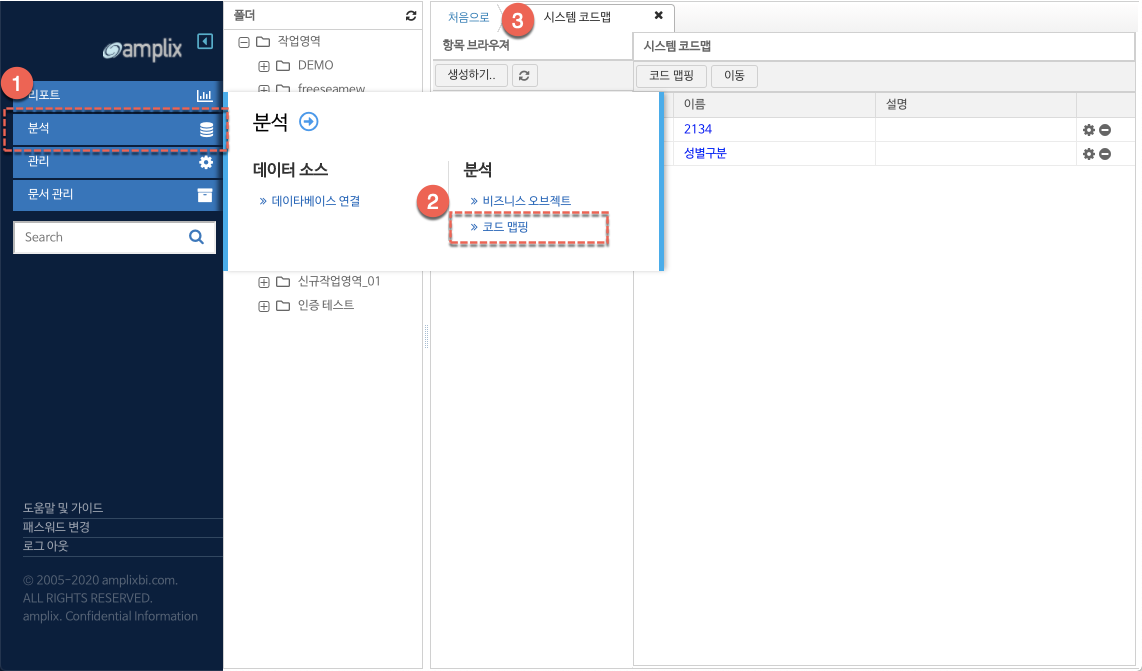 amplix
1
리포트
분석
관리
문서 관리
Search
도움말 및 가이드
패스워드 변경
로그 아웃
© 2005-2020 amplixbi.com.
ALL RIGHTS RESERVED.
amplix. Confidential Information
폴더
작업영역
DEMO
freeseamew
신규작업영역_01
인증 테스트
분석
데이터 소스
» 데이타베이스 연결
분석
2
» 비즈니스 오브젝트
» 코드 맵핑
처음으로
3
시스템 코드맵
항목 브라우져
생성하기..
시스템 코드맵
코드 맵핑
이동
이름
설명
2134
성별구분